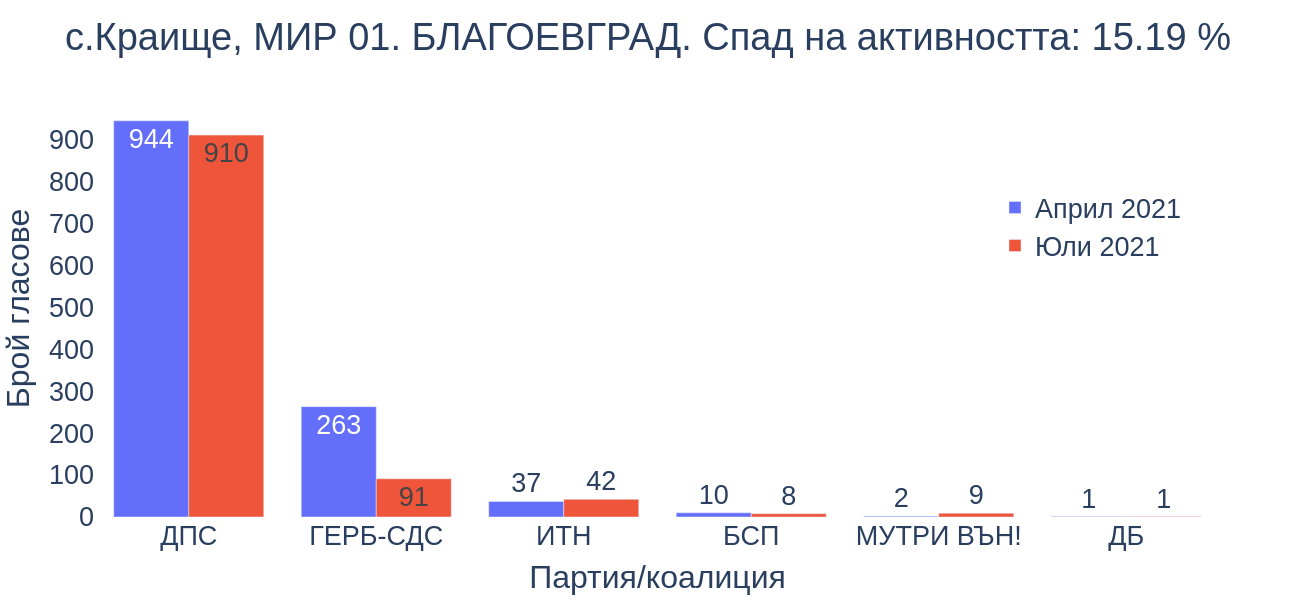 с.Краище, МИР 01. БЛАГОЕВГРАД. Спад на активността: 15.19 %
Брой гласове
900
800
700
600
500
400
300
200
100
0
944
910
263
91
37
42
10
8
2
9
1
1
Април 2021
Юли 2021
ДПС
ГЕРБ-СДС
ИТН
БСП
МУТРИ ВЪН!
ДБ
Партия/коалиция